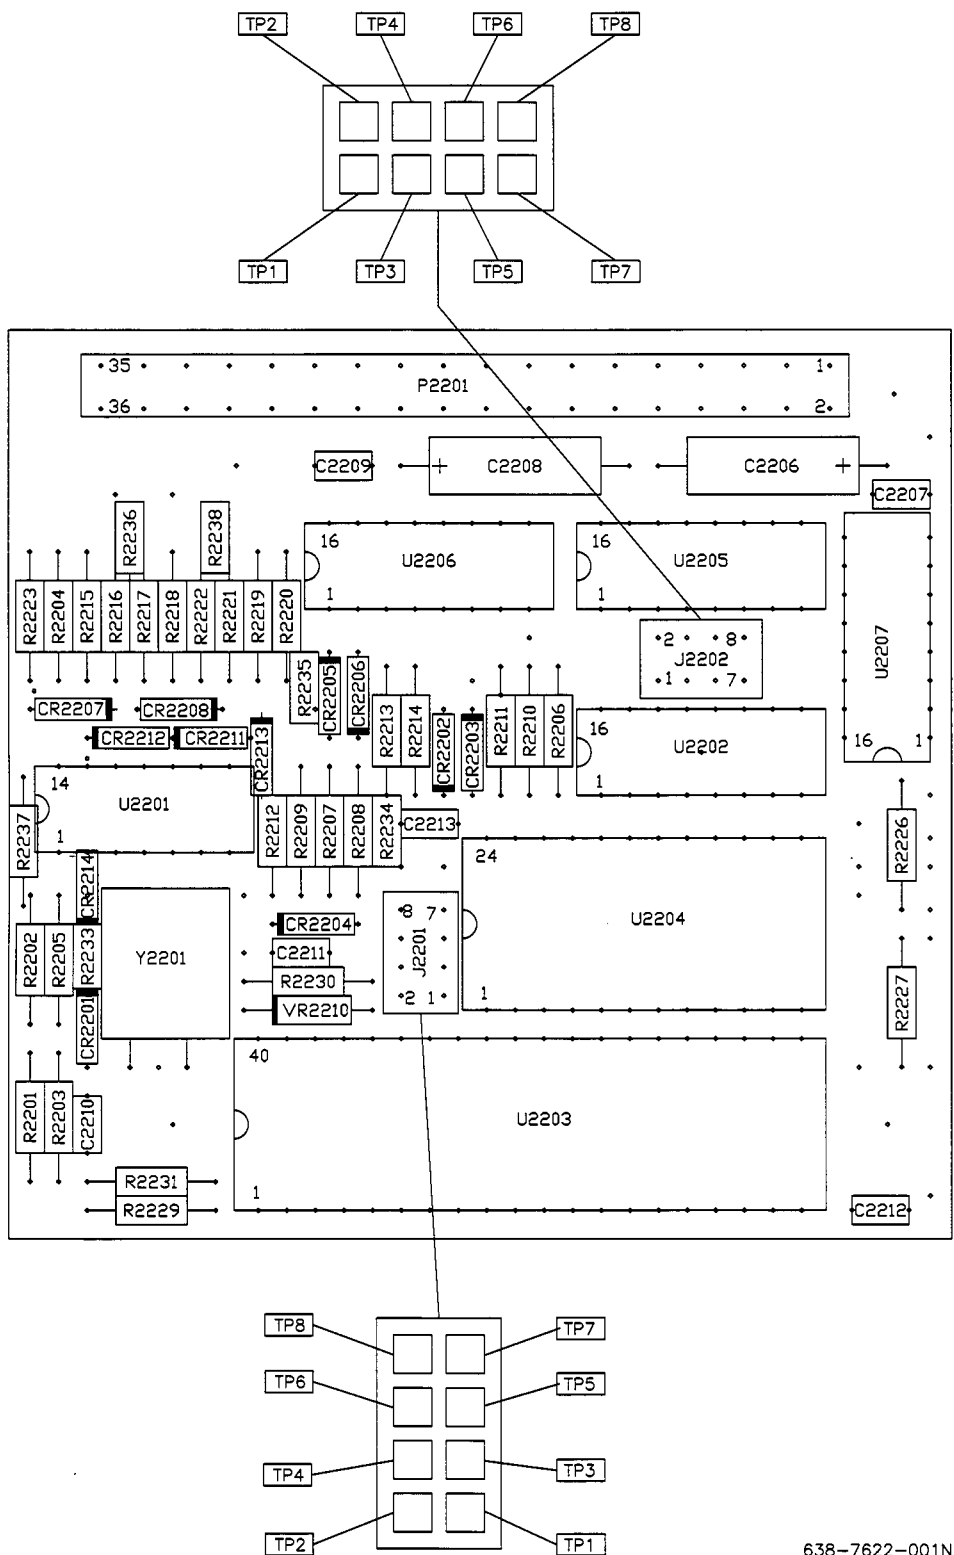 TP2 TP4 TP6 TP8
TP1 TP3 TP5 TP7
35 1
P2201
36 2
C2209 C2208 + + C2206
C2207
R2236 R2238
16 U2206 1
16 U2205 1
R2223 R2204 R2215 R2216 R2217 R2218 R2222 R2221 R2219 R2220
2 8
J2202
1 7
U2207
16 1
R2235 CR2205 CR2206
CR2207 CR2208
R2213 R2214 CR2202 CR2203 R2211 R2210 R2206
CR2212 CR2211 CR2213
16 U2202 1
14 U2201 1
R2237
R2212 R2209 R2207 R2208 R2234
C2213
R2226
24 U2204 1
CR2214
8 7
J2201
2 1
CR2204
C2211
R2230
VR2210
R2202 R2205 R2233
Y2201
R2227
CR2201
40
U2203
1
R2201 R2203 C2210
R2231
R2229
C2212
TP8 TP7
TP6 TP5
TP4 TP3
TP2 TP1
638-7622-001N